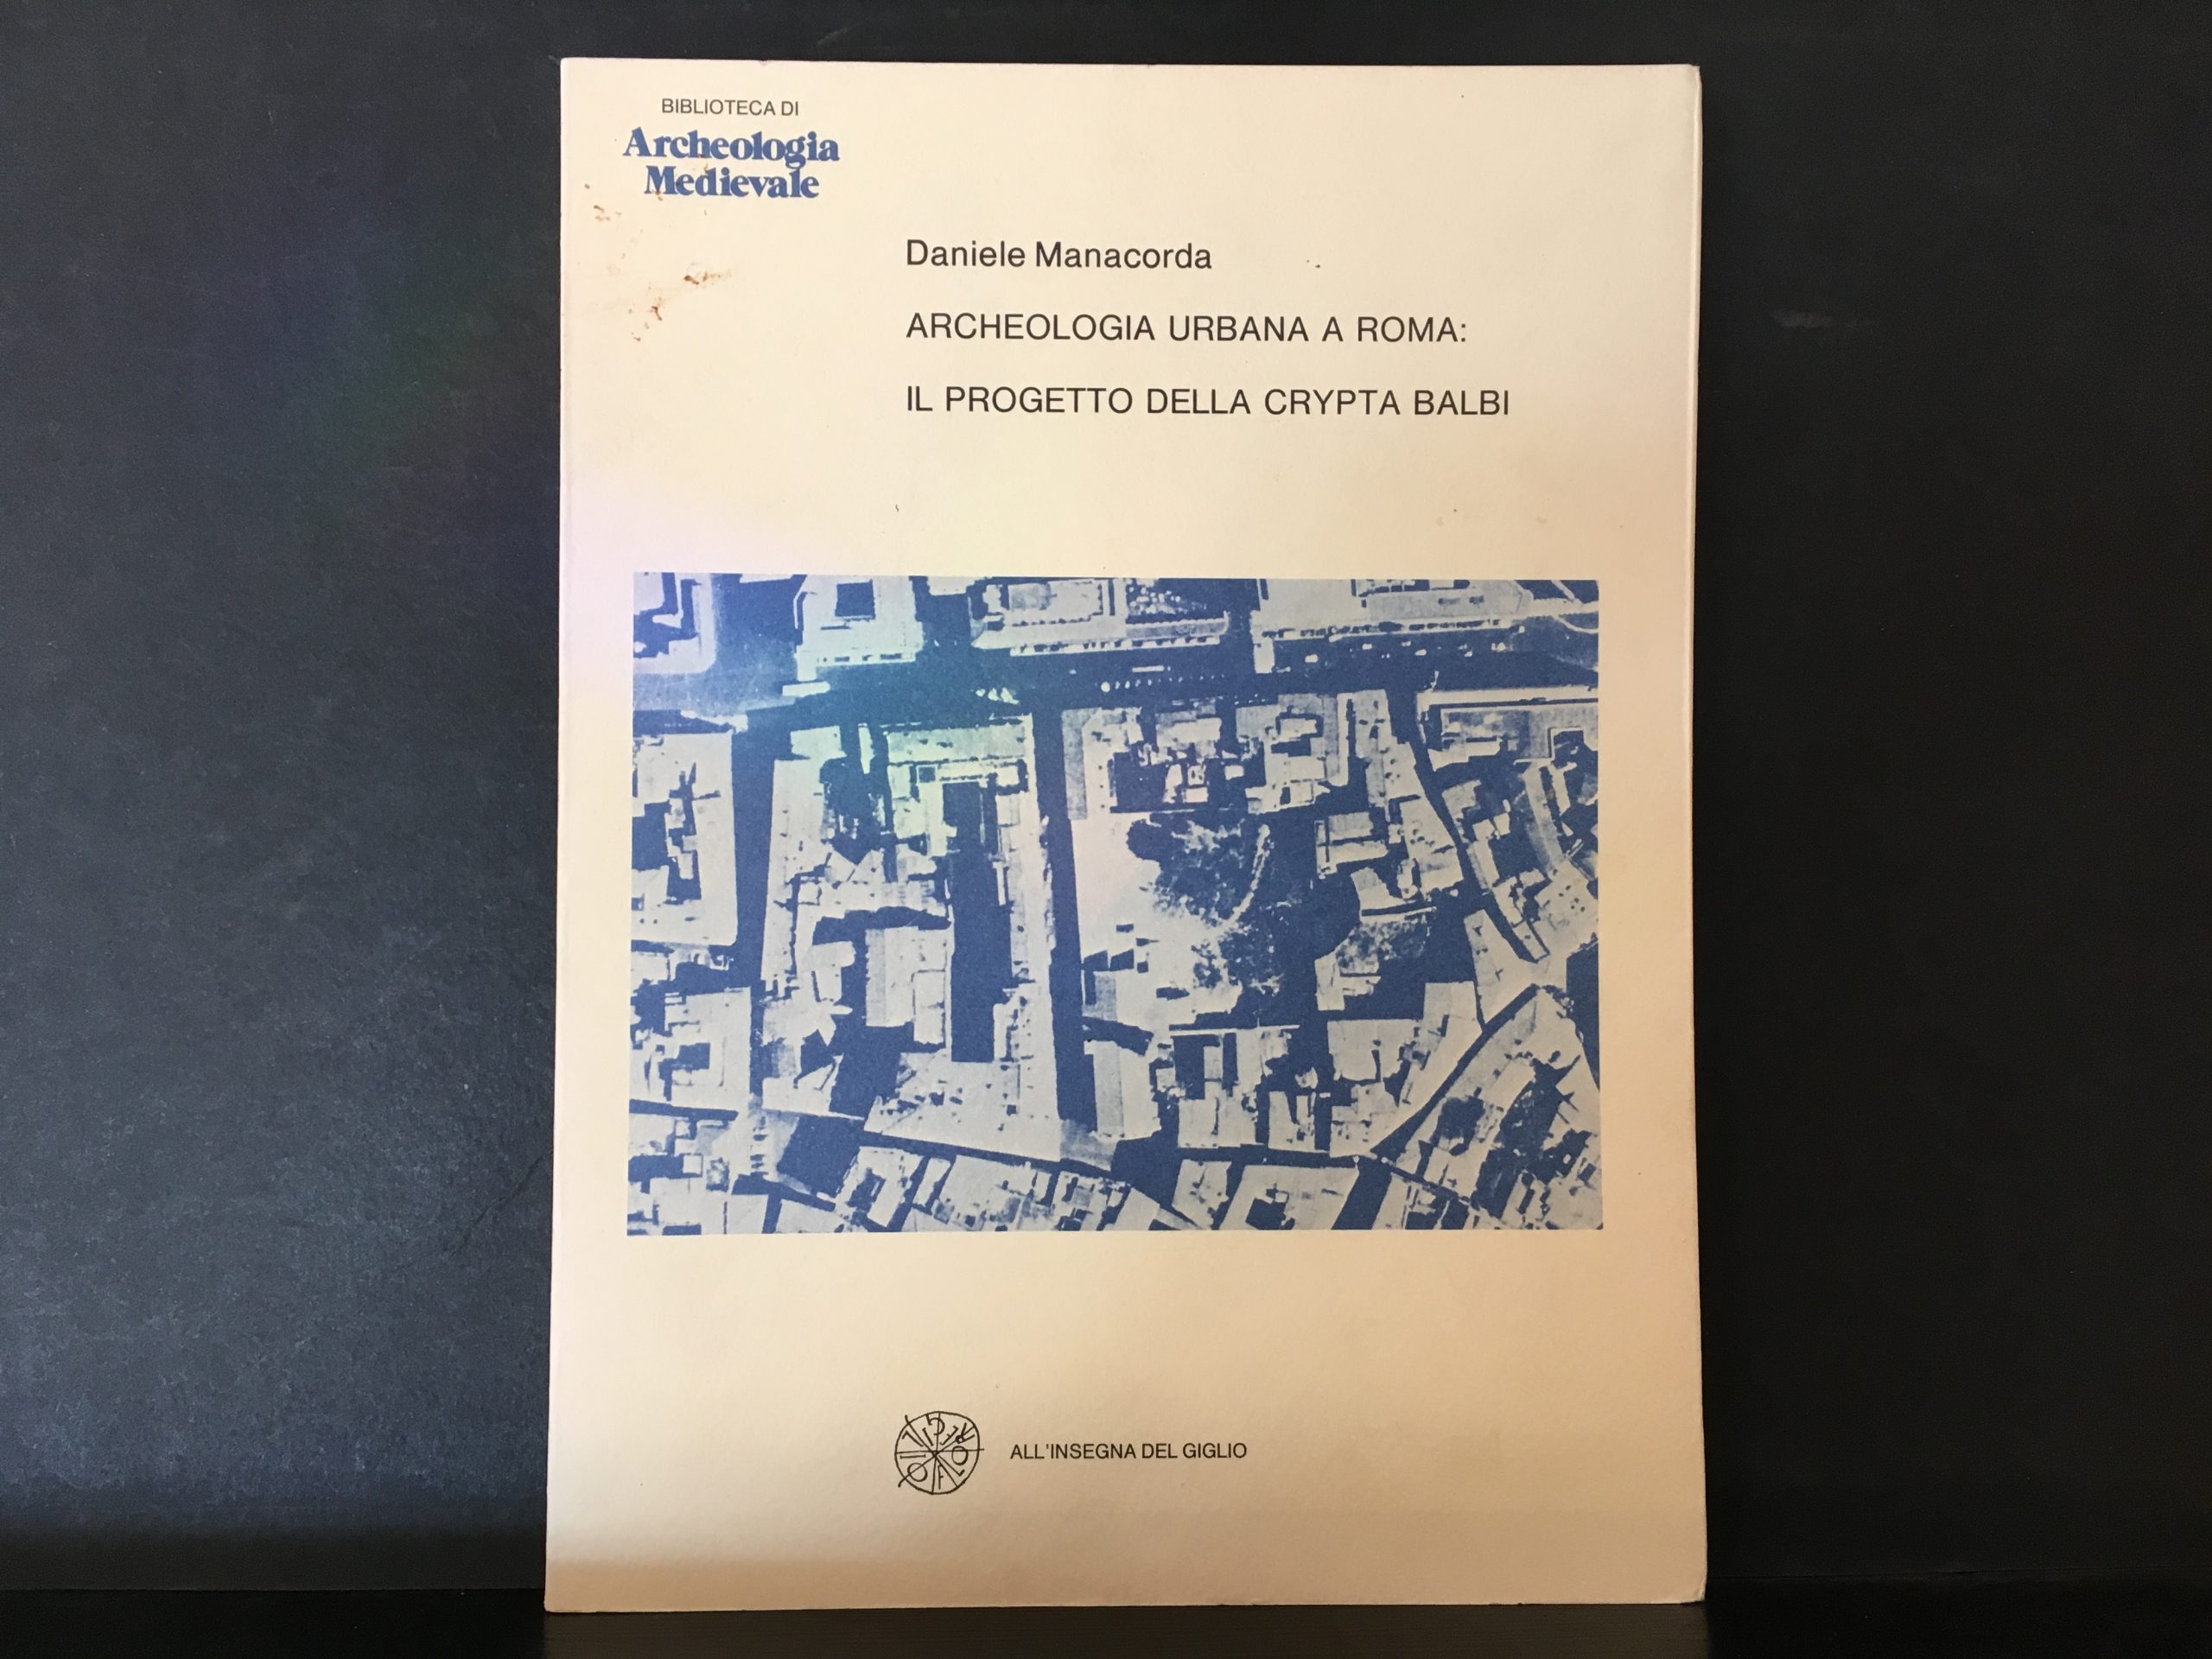 BIBLIOTECA DI
Archeologia
Medievale
Daniele Manacorda
ARCHEOLOGIA URBANA A ROMA:
IL PROGETTO DELLA CRYPTA BALBI
ALL'INSEGNA DEL GIGLIO